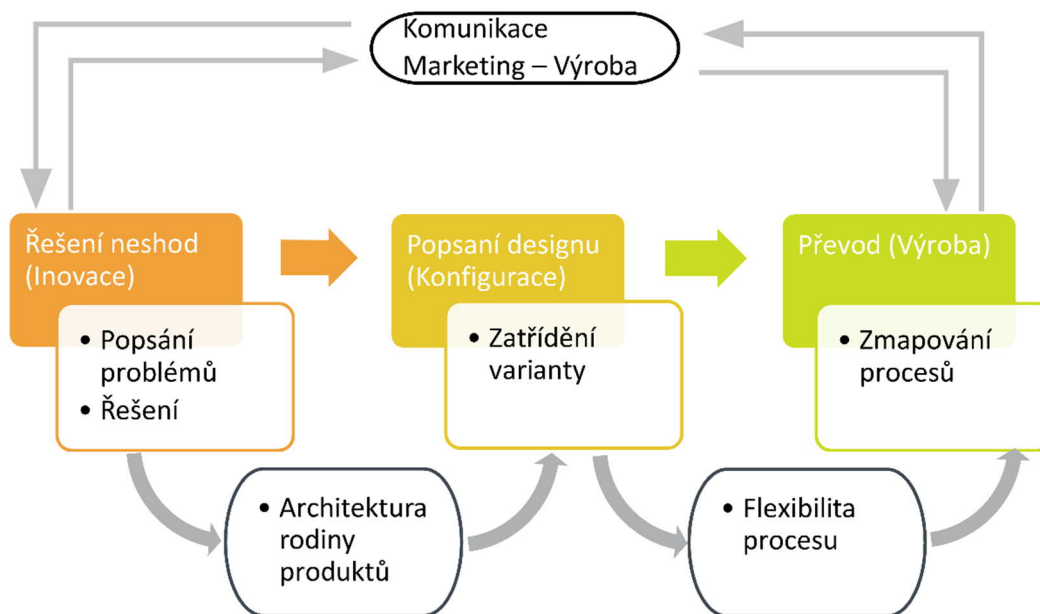 Komunikace
Marketing – Výroba
Řešení neshod
(Inovace)
• Popsání
problémů
• Řešení
Popsaní designu
(Konfigurace)
• Zatřídění
varianty
Převod (Výroba)
• Zmapování
procesů
• Architektura
rodiny
produktů
• Flexibilita
procesu